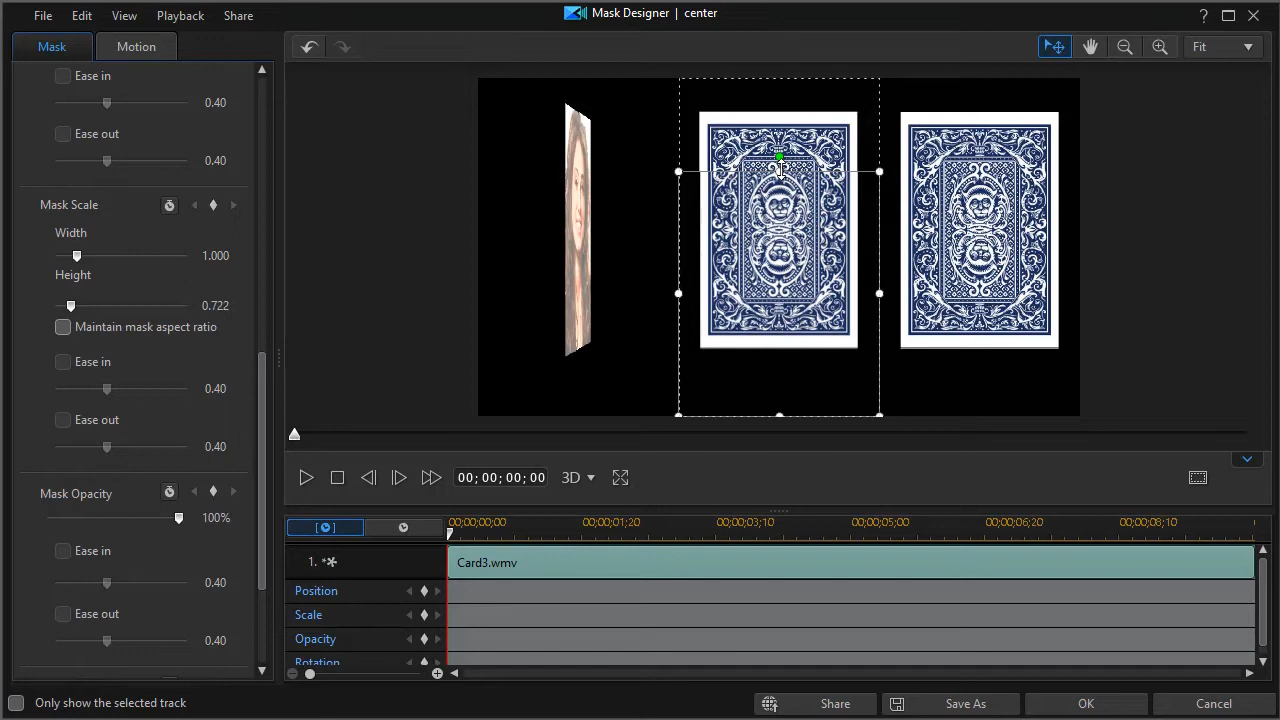 File Edit View Playback Share
Mask Designer | center
?
Mask Motion
Fit
Ease in
0.40
Ease out
0.40
Mask Scale
Width
1.000
Height
0.722
Maintain mask aspect ratio
Ease in
0.40
Ease out
0.40
Mask Opacity
100%
Ease in
0.40
Ease out
0.40
00; 00; 00; 00
3D
00;00;00;00 00;00;01;20 00;00;03;10 00;00;05;00 00;00;06;20 00;00;08;10
1. Card3.wmv
Position
Scale
Opacity
Rotation
Only show the selected track
Share Save As OK Cancel